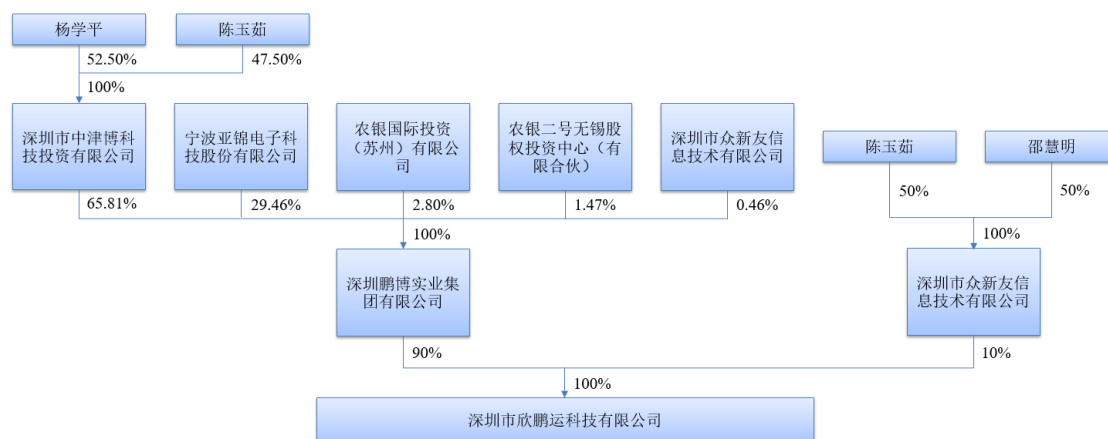 杨学平
陈玉茹
52.50%
47.50%
100%
深圳市中津博科
技投资有限公司
宁波亚锦电子科
技股份有限公司
农银国际投资
（苏州）有限公
司
农银二号无锡股
权投资中心（有
限合伙）
深圳市众新友信
息技术有限公司
陈玉茹
邵慧明
65.81%
29.46%
2.80%
1.47%
0.46%
50%
50%
100%
100%
深圳鹏博实业集
团有限公司
深圳市众新友信
息技术有限公司
90%
10%
100%
深圳市欣鹏运科技有限公司